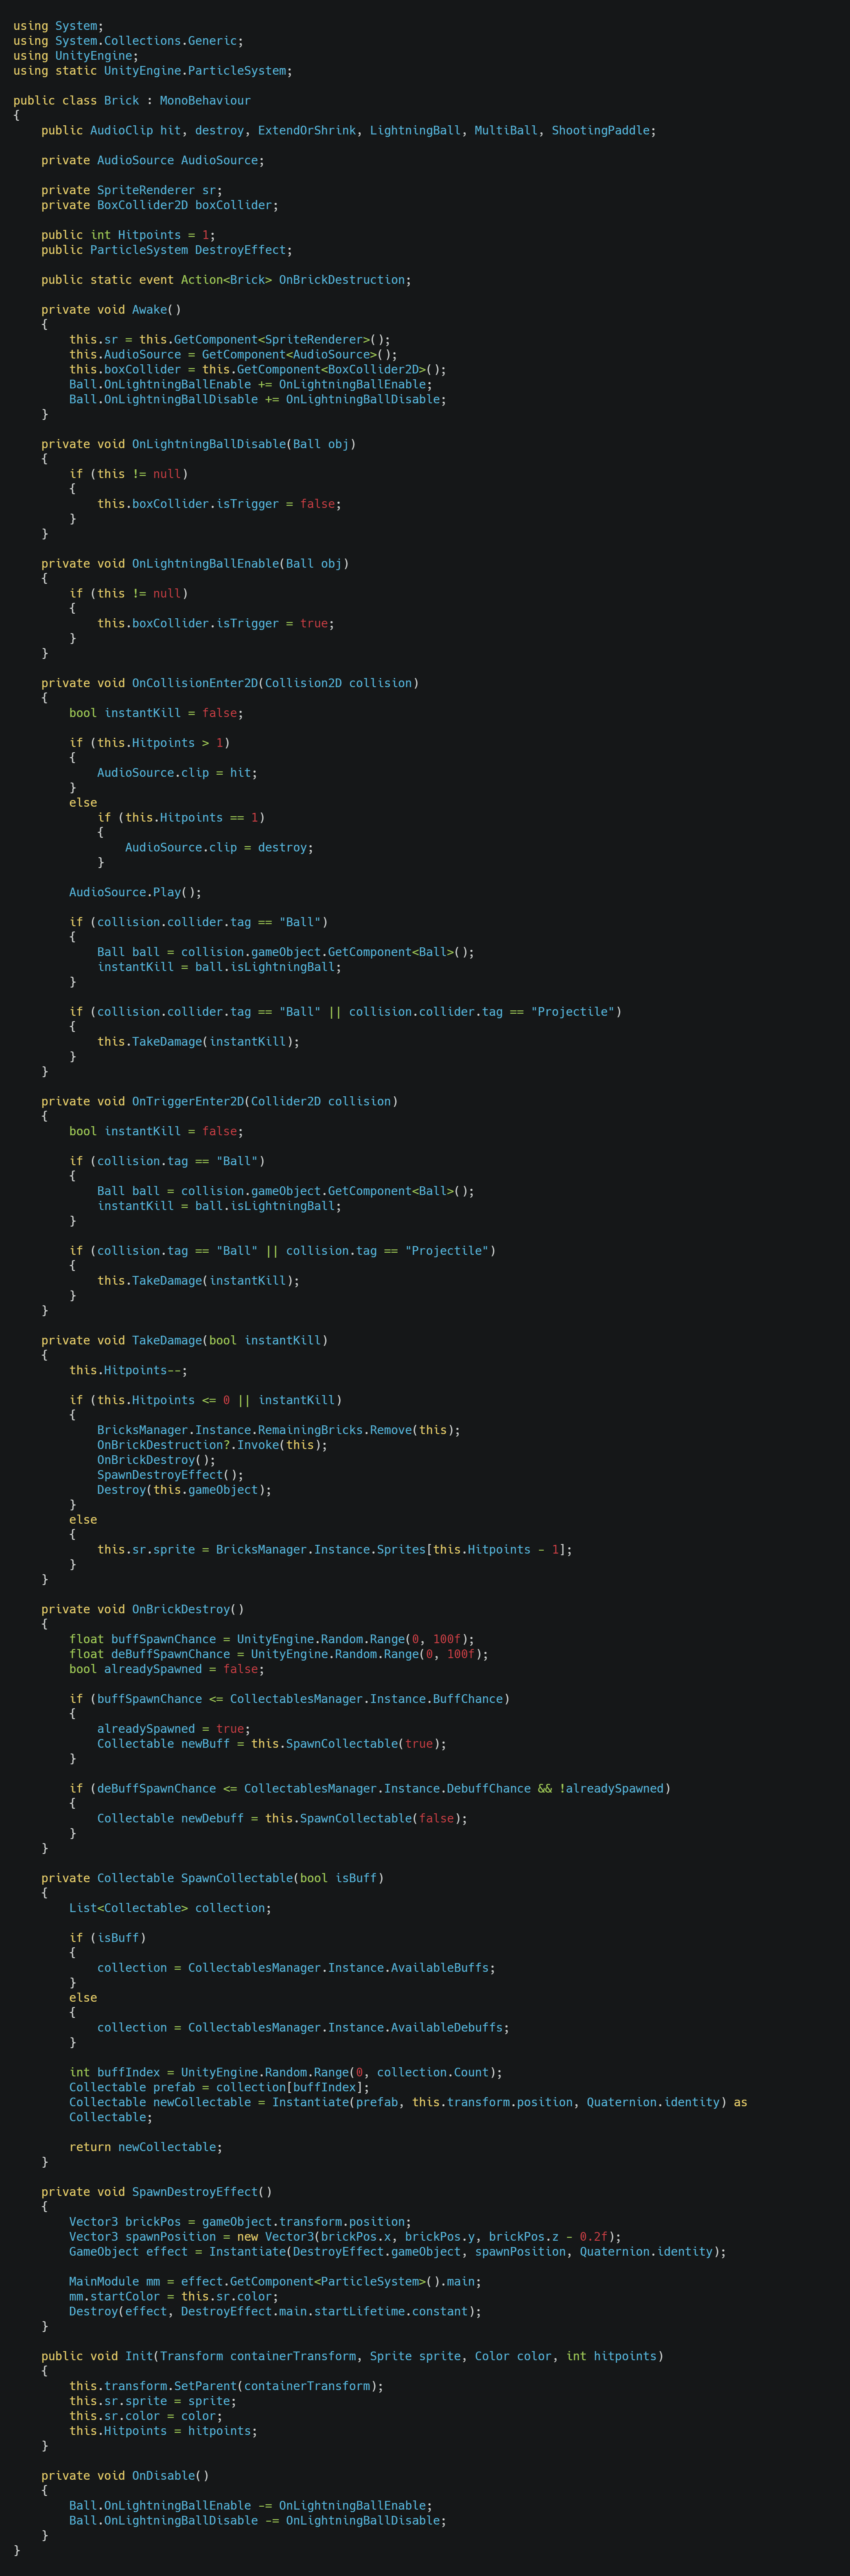 using System;
using System.Collections.Generic;
using UnityEngine;
using static UnityEngine.ParticleSystem;

public class Brick : MonoBehaviour
{
    public AudioClip hit, destroy, ExtendOrShrink, LightningBall, MultiBall, ShootingPaddle;

    private AudioSource AudioSource;

    private SpriteRenderer sr;
    private BoxCollider2D boxCollider;

    public int Hitpoints = 1;
    public ParticleSystem DestroyEffect;

    public static event Action<Brick> OnBrickDestruction;

    private void Awake()
    {
        this.sr = this.GetComponent<SpriteRenderer>();
        this.AudioSource = GetComponent<AudioSource>();
        this.boxCollider = this.GetComponent<BoxCollider2D>();
        Ball.OnLightningBallEnable += OnLightningBallEnable;
        Ball.OnLightningBallDisable += OnLightningBallDisable;
    }

    private void OnLightningBallDisable(Ball obj)
    {
        if (this != null)
        {
            this.boxCollider.isTrigger = false;
        }
    }

    private void OnLightningBallEnable(Ball obj)
    {
        if (this != null)
        {
            this.boxCollider.isTrigger = true;
        }
    }

    private void OnCollisionEnter2D(Collision2D collision)
    {
        bool instantKill = false;

        if (this.Hitpoints > 1)
        {
            AudioSource.clip = hit;
        }
        else
            if (this.Hitpoints == 1)
            {
                AudioSource.clip = destroy;
            }

        AudioSource.Play();

        if (collision.collider.tag == "Ball")
        {
            Ball ball = collision.gameObject.GetComponent<Ball>();
            instantKill = ball.isLightningBall;
        }

        if (collision.collider.tag == "Ball" || collision.collider.tag == "Projectile")
        {
            this.TakeDamage(instantKill);
        }
    }

    private void OnTriggerEnter2D(Collider2D collision)
    {
        bool instantKill = false;

        if (collision.tag == "Ball")
        {
            Ball ball = collision.gameObject.GetComponent<Ball>();
            instantKill = ball.isLightningBall;
        }

        if (collision.tag == "Ball" || collision.tag == "Projectile")
        {
            this.TakeDamage(instantKill);
        }
    }

    private void TakeDamage(bool instantKill)
    {
        this.Hitpoints--;

        if (this.Hitpoints <= 0 || instantKill)
        {
            BricksManager.Instance.RemainingBricks.Remove(this);
            OnBrickDestruction?.Invoke(this);
            OnBrickDestroy();
            SpawnDestroyEffect();
            Destroy(this.gameObject);
        }
        else
        {
            this.sr.sprite = BricksManager.Instance.Sprites[this.Hitpoints - 1];
        }
    }

    private void OnBrickDestroy()
    {
        float buffSpawnChance = UnityEngine.Random.Range(0, 100f);
        float deBuffSpawnChance = UnityEngine.Random.Range(0, 100f);
        bool alreadySpawned = false;

        if (buffSpawnChance <= CollectablesManager.Instance.BuffChance)
        {
            alreadySpawned = true;
            Collectable newBuff = this.SpawnCollectable(true);
        }

        if (deBuffSpawnChance <= CollectablesManager.Instance.DebuffChance && !alreadySpawned)
        {
            Collectable newDebuff = this.SpawnCollectable(false);
        }
    }

    private Collectable SpawnCollectable(bool isBuff)
    {
        List<Collectable> collection;

        if (isBuff)
        {
            collection = CollectablesManager.Instance.AvailableBuffs;
        }
        else
        {
            collection = CollectablesManager.Instance.AvailableDebuffs;
        }

        int buffIndex = UnityEngine.Random.Range(0, collection.Count);
        Collectable prefab = collection[buffIndex];
        Collectable newCollectable = Instantiate(prefab, this.transform.position, Quaternion.identity) as
        Collectable;

        return newCollectable;
    }

    private void SpawnDestroyEffect()
    {
        Vector3 brickPos = gameObject.transform.position;
        Vector3 spawnPosition = new Vector3(brickPos.x, brickPos.y, brickPos.z - 0.2f);
        GameObject effect = Instantiate(DestroyEffect.gameObject, spawnPosition, Quaternion.identity);

        MainModule mm = effect.GetComponent<ParticleSystem>().main;
        mm.startColor = this.sr.color;
        Destroy(effect, DestroyEffect.main.startLifetime.constant);
    }

    public void Init(Transform containerTransform, Sprite sprite, Color color, int hitpoints)
    {
        this.transform.SetParent(containerTransform);
        this.sr.sprite = sprite;
        this.sr.color = color;
        this.Hitpoints = hitpoints;
    }

    private void OnDisable()
    {
        Ball.OnLightningBallEnable -= OnLightningBallEnable;
        Ball.OnLightningBallDisable -= OnLightningBallDisable;
    }
}